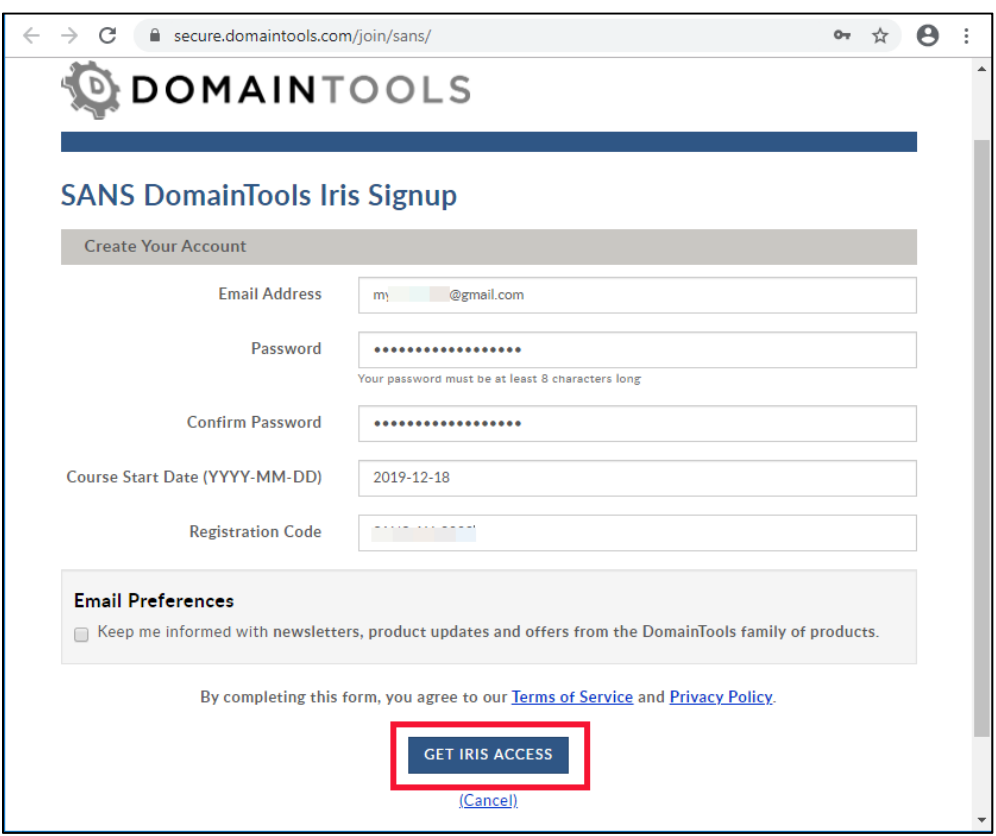 secure.domaintools.com/join/sans/
DOMAINTOOLS
SANS DomainTools Iris Signup
Create Your Account
Email Address
my @gmail.com
Password
••••••••••••••••••
Your password must be at least 8 characters long
Confirm Password
••••••••••••••••••
Course Start Date (YYYY-MM-DD)
2019-12-18
Registration Code
Email Preferences
Keep me informed with newsletters, product updates and offers from the DomainTools family of products.
By completing this form, you agree to our Terms of Service and Privacy Policy.
GET IRIS ACCESS
(Cancel)